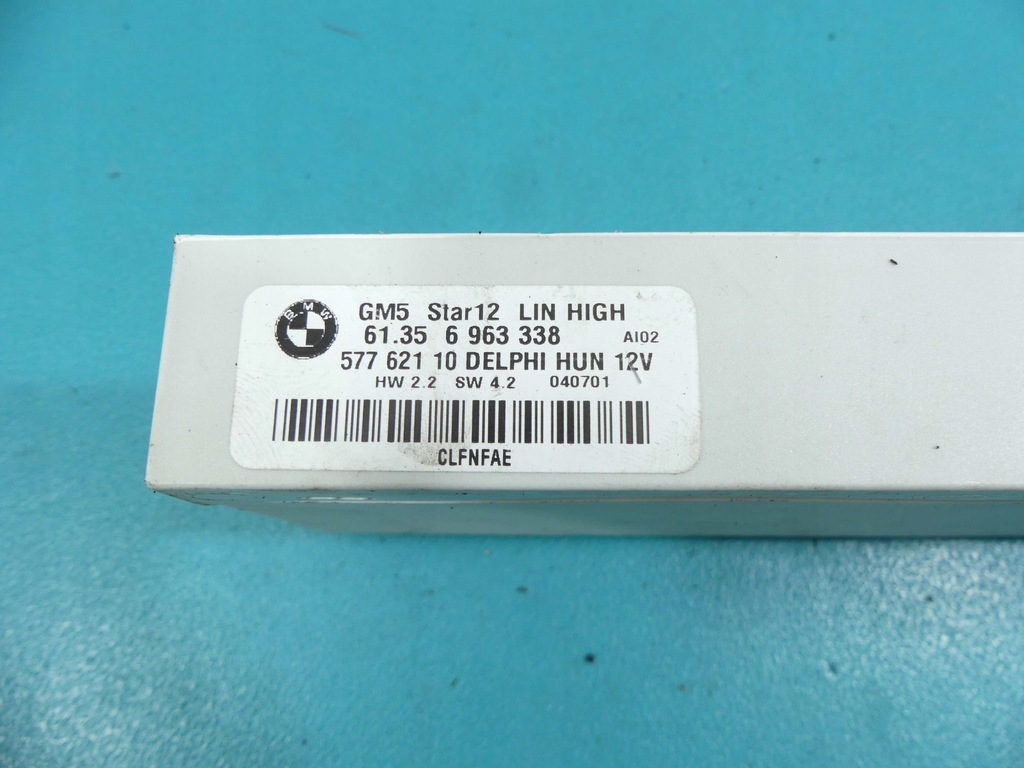 BMW
GM5 Star12 LIN HIGH
61.35 6 963 338 AI02
577 621 10 DELPHI HUN 12V
HW 2.2 SW 4.2 040701
CLFNFAE